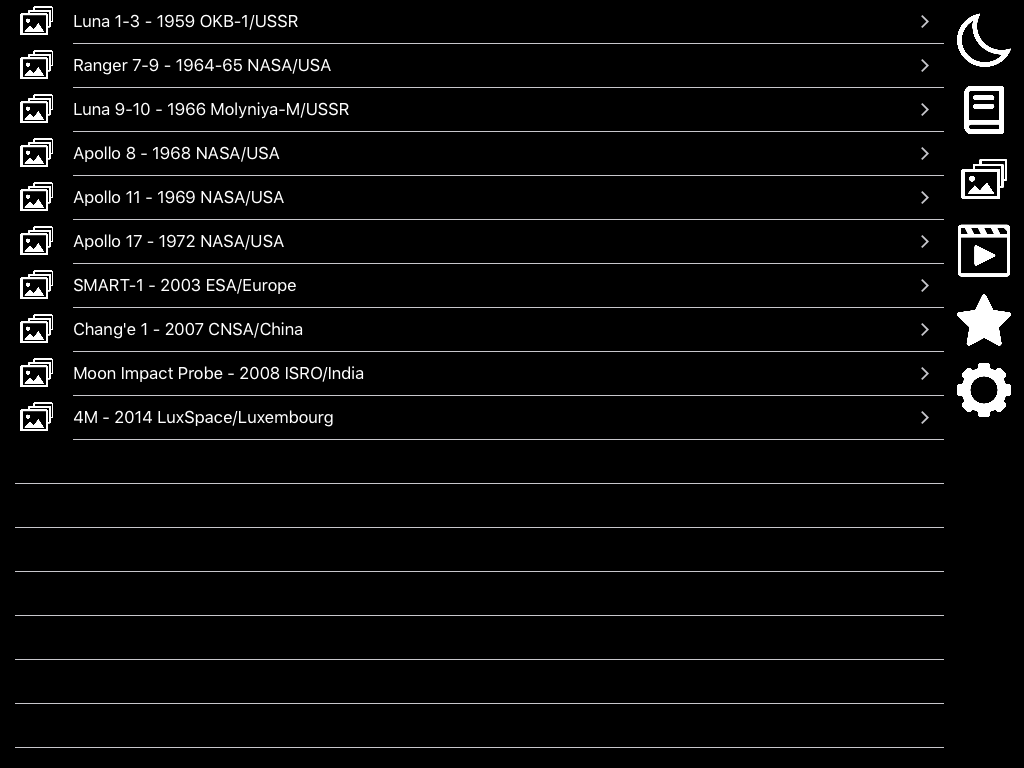 Luna 1-3 - 1959 OKB-1/USSR
Ranger 7-9 - 1964-65 NASA/USA
Luna 9-10 - 1966 Molyniya-M/USSR
Apollo 8 - 1968 NASA/USA
Apollo 11 - 1969 NASA/USA
Apollo 17 - 1972 NASA/USA
SMART-1 - 2003 ESA/Europe
Chang'e 1 - 2007 CNSA/China
Moon Impact Probe - 2008 ISRO/India
4M - 2014 LuxSpace/Luxembourg